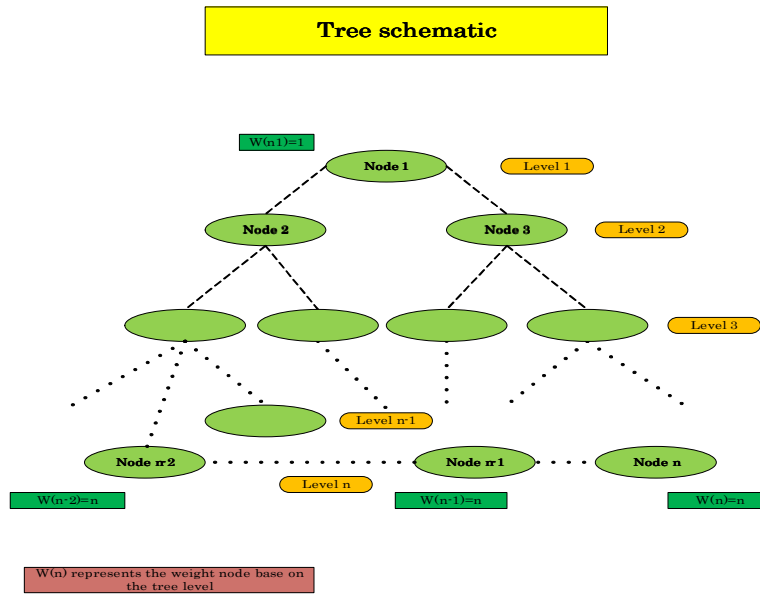 Tree schematic
W(n1)=1
Node 1
Level 1
Node 2
Node 3
Level 2
Level 3
Level n-1
Node n-2
Node n-1
Node n
Level n
W(n-2)=n
W(n-1)=n
W(n)=n
W(n) represents the weight node base on
the tree level